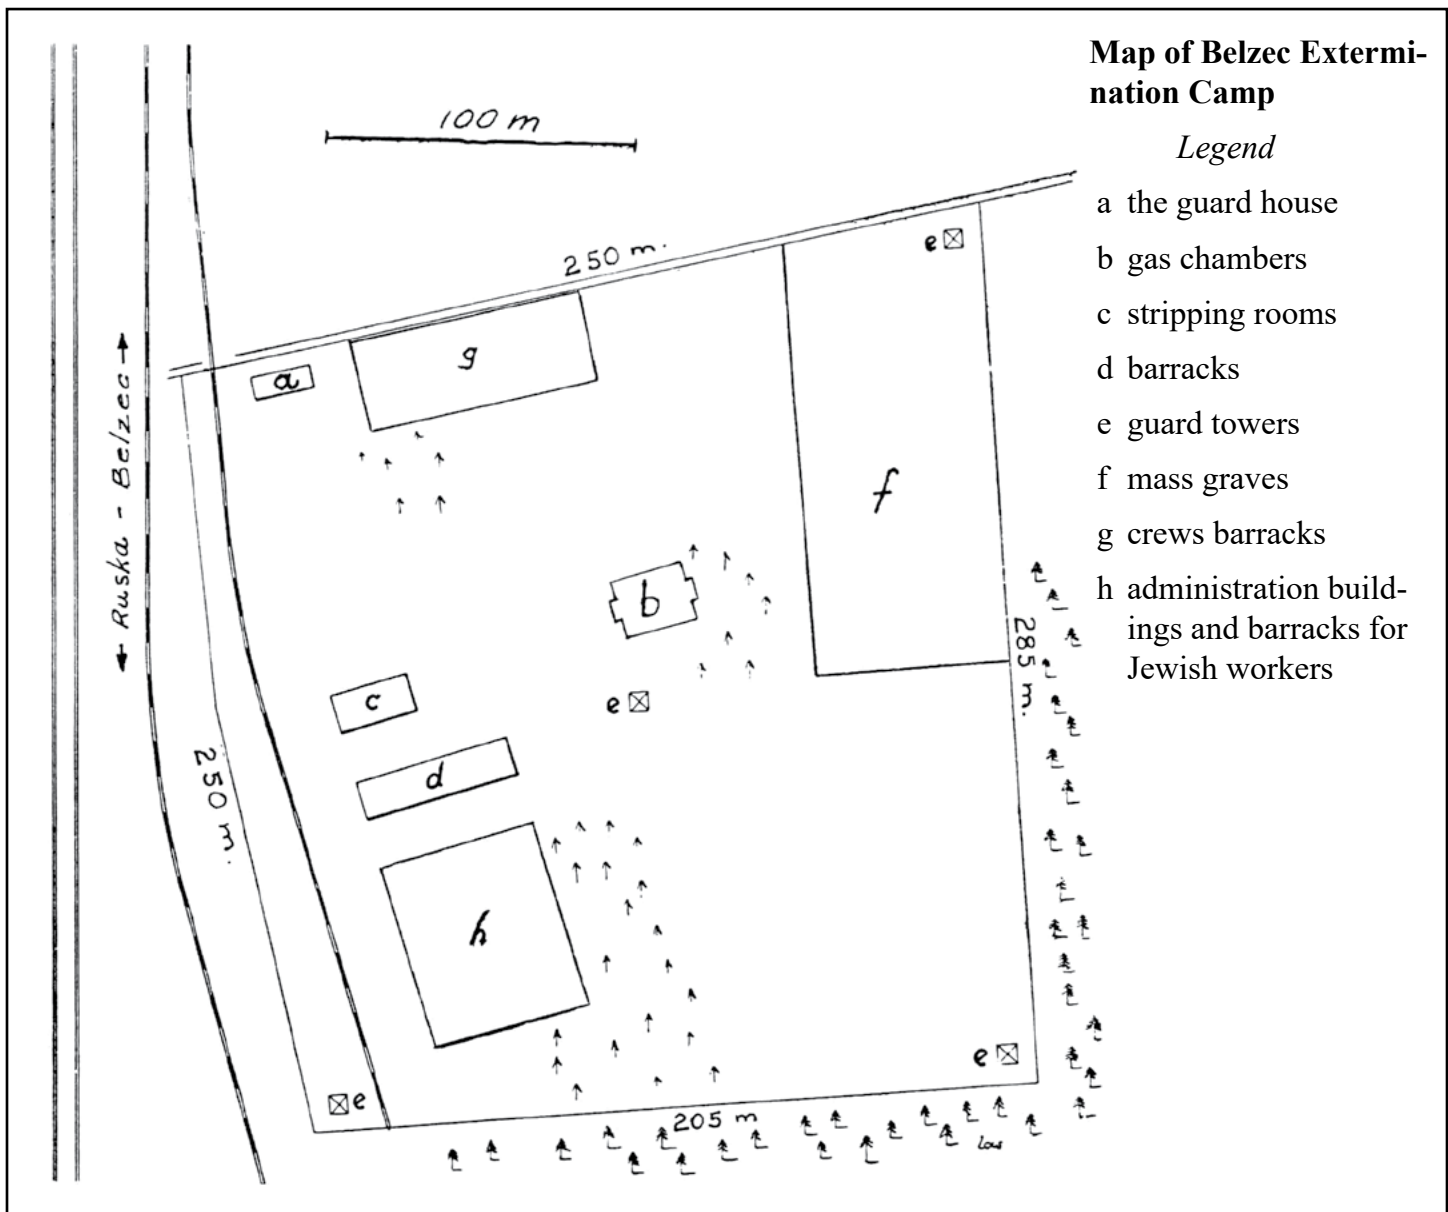 Map of Belzec Extermi-
nation Camp
Legend
a the guard house
b gas chambers
c stripping rooms
d barracks
e guard towers
f mass graves
g crews barracks
h administration build-
ings and barracks for
Jewish workers
100 m
250 m.
e
g
a
Ruska - Belzec
f
b
285 m.
c
e
d
250 m.
h
e
e
205 m